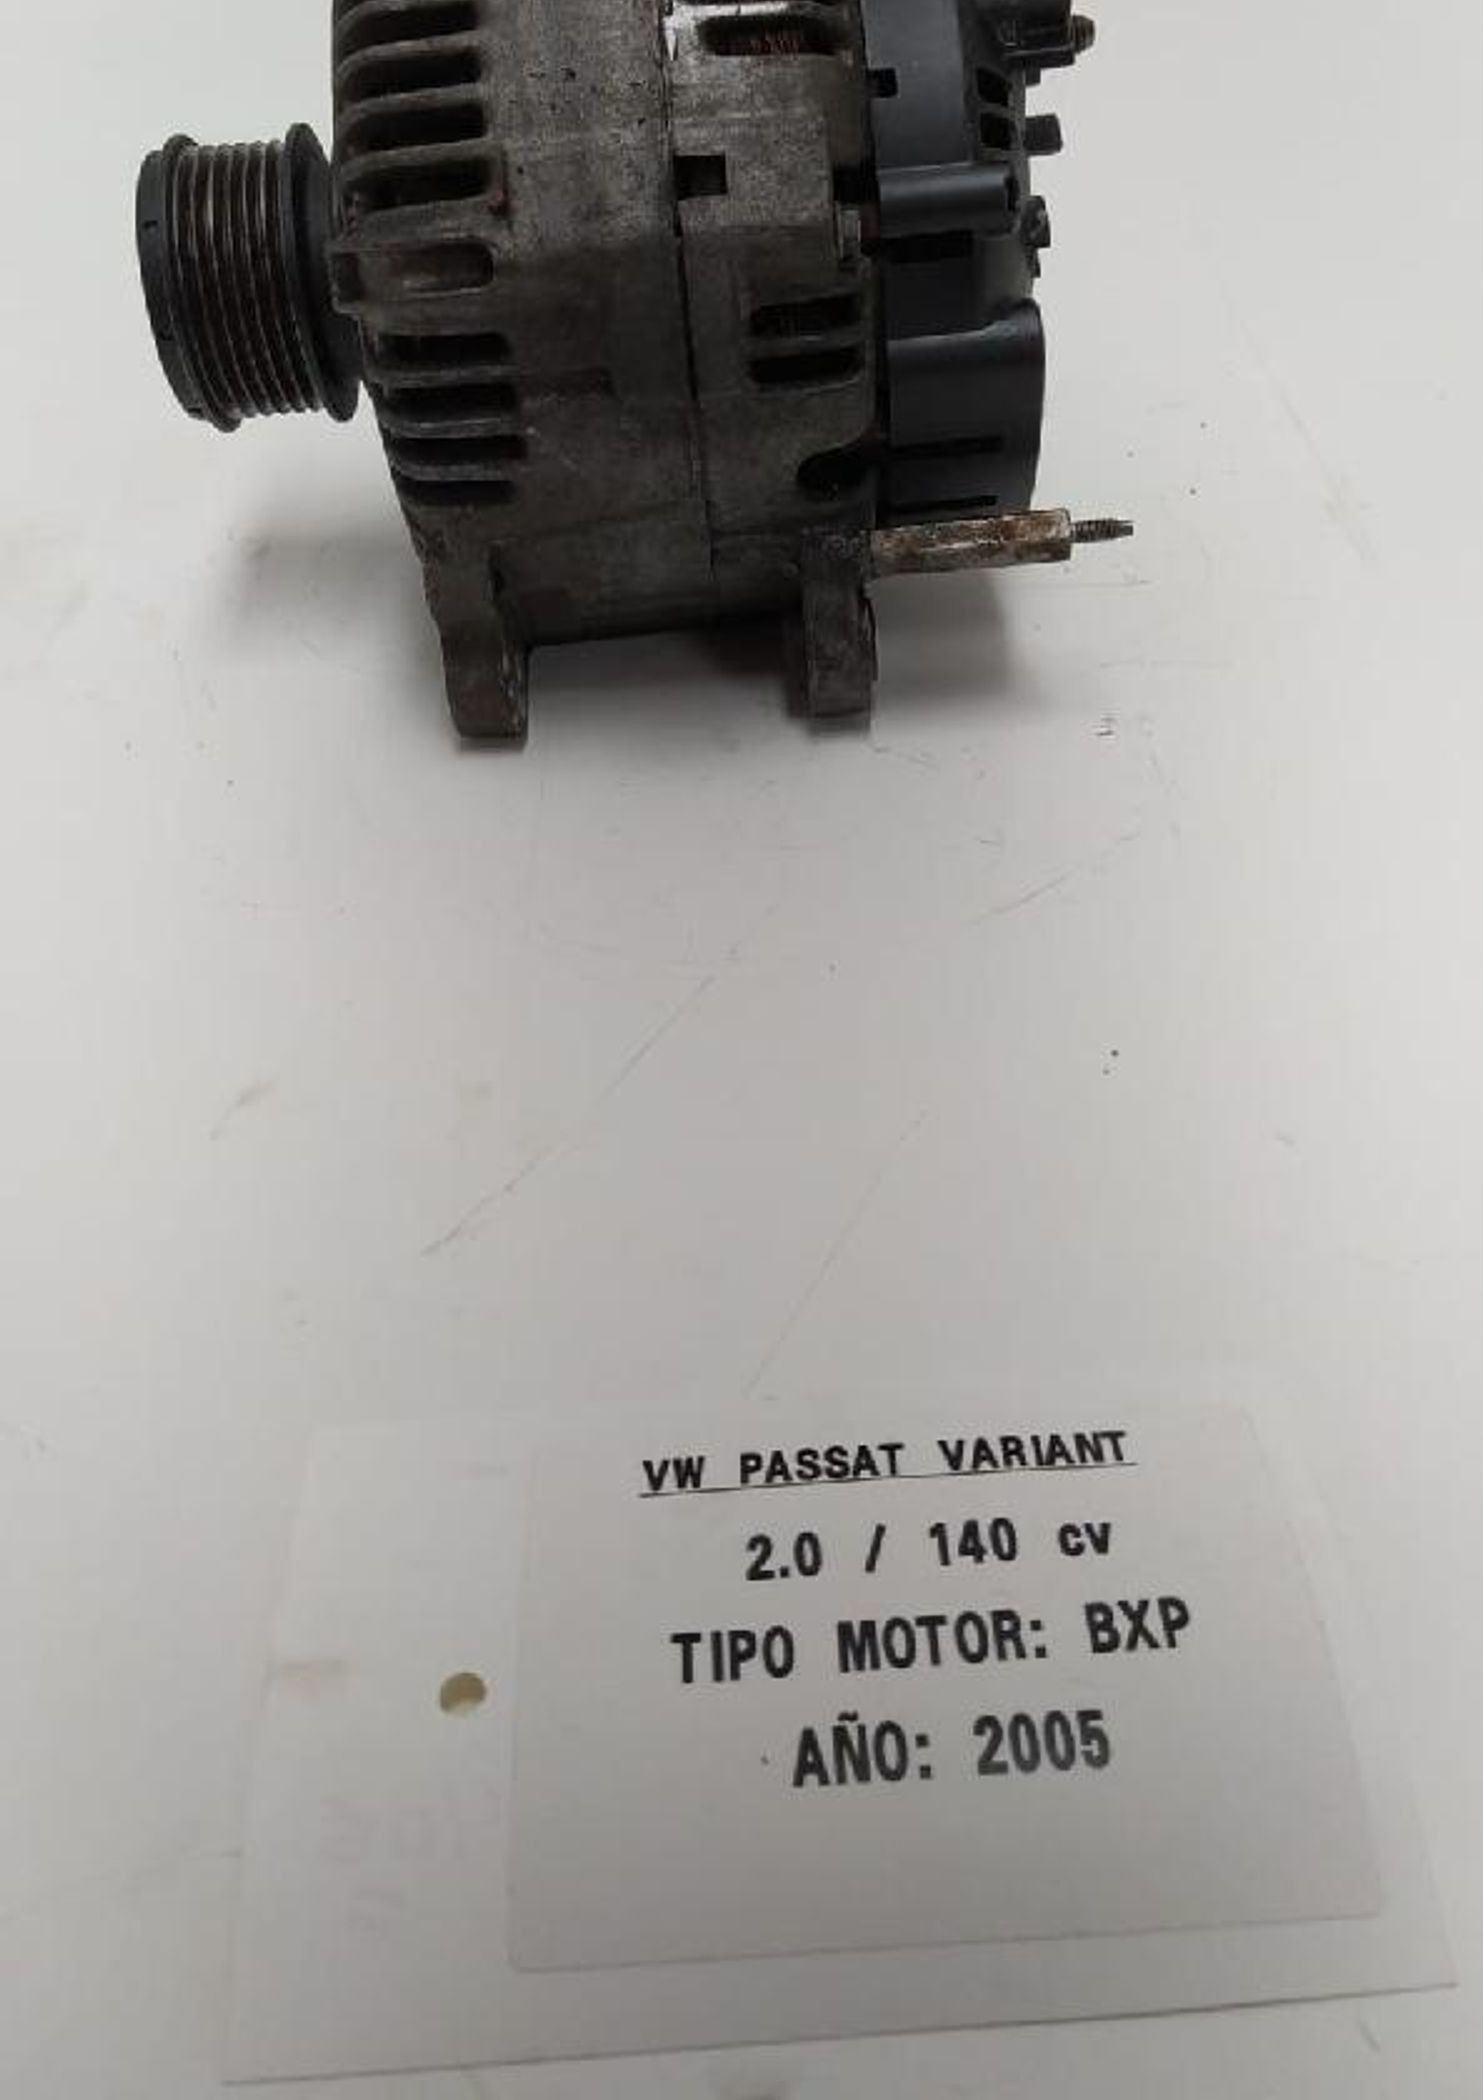 VW PASSAT VARIANT
2.0 / 140 cv
TIPO MOTOR: BXP
AÑO: 2005